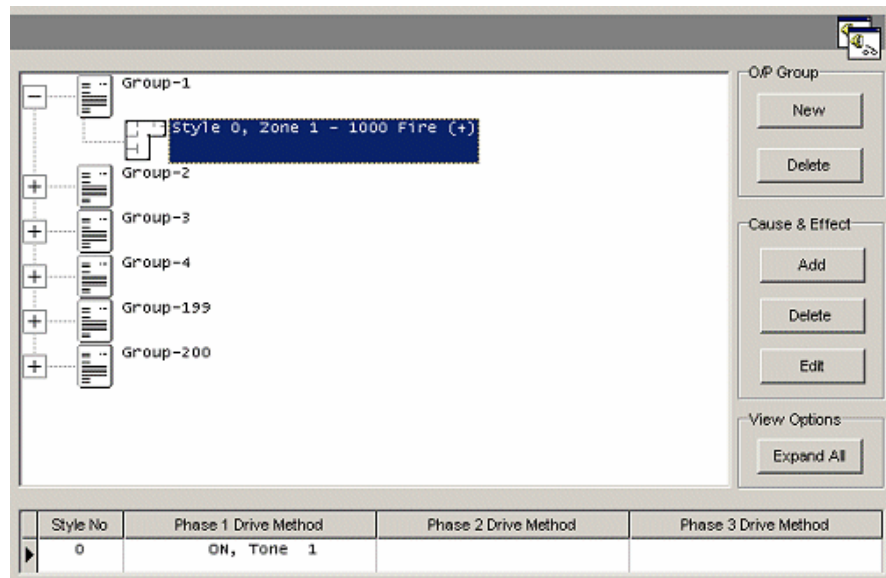 Group-1
Style 0, Zone 1 - 1000 Fire (+)
Group-2
Group-3
Group-4
Group-199
Group-200
O/P Group
New
Delete
Cause & Effect
Add
Delete
Edit
View Options
Expand All
Style No Phase 1 Drive Method Phase 2 Drive Method Phase 3 Drive Method
0 ON, Tone 1